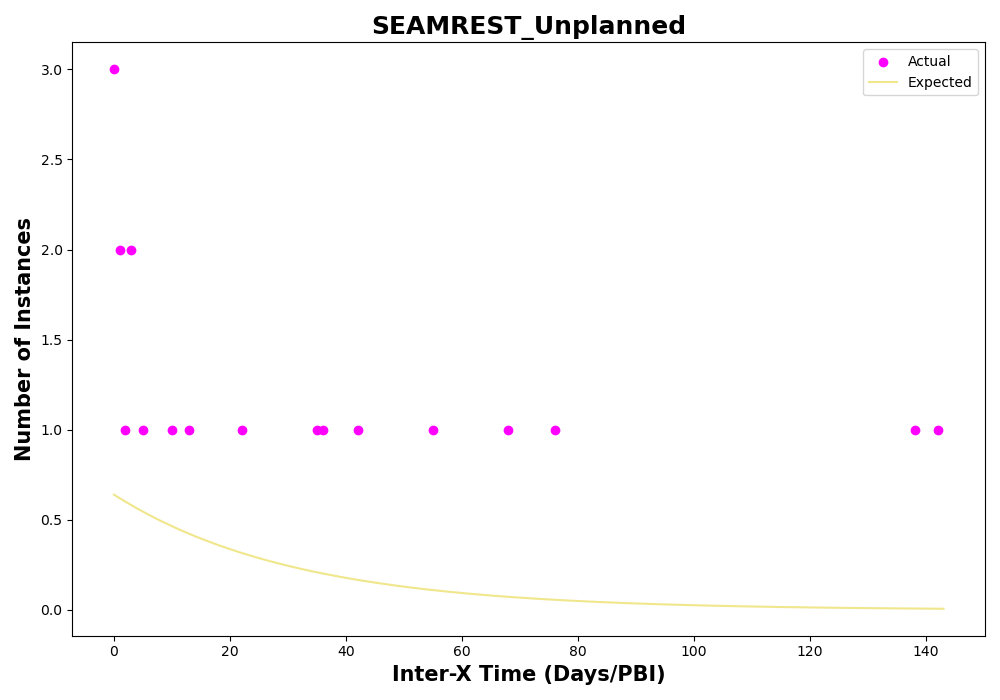 SEAMREST_Unplanned
Actual
Expected
Number of Instances
3.0
2.5
2.0
1.5
1.0
0.5
0.0
0 20 40 60 80 100 120 140
Inter-X Time (Days/PBI)